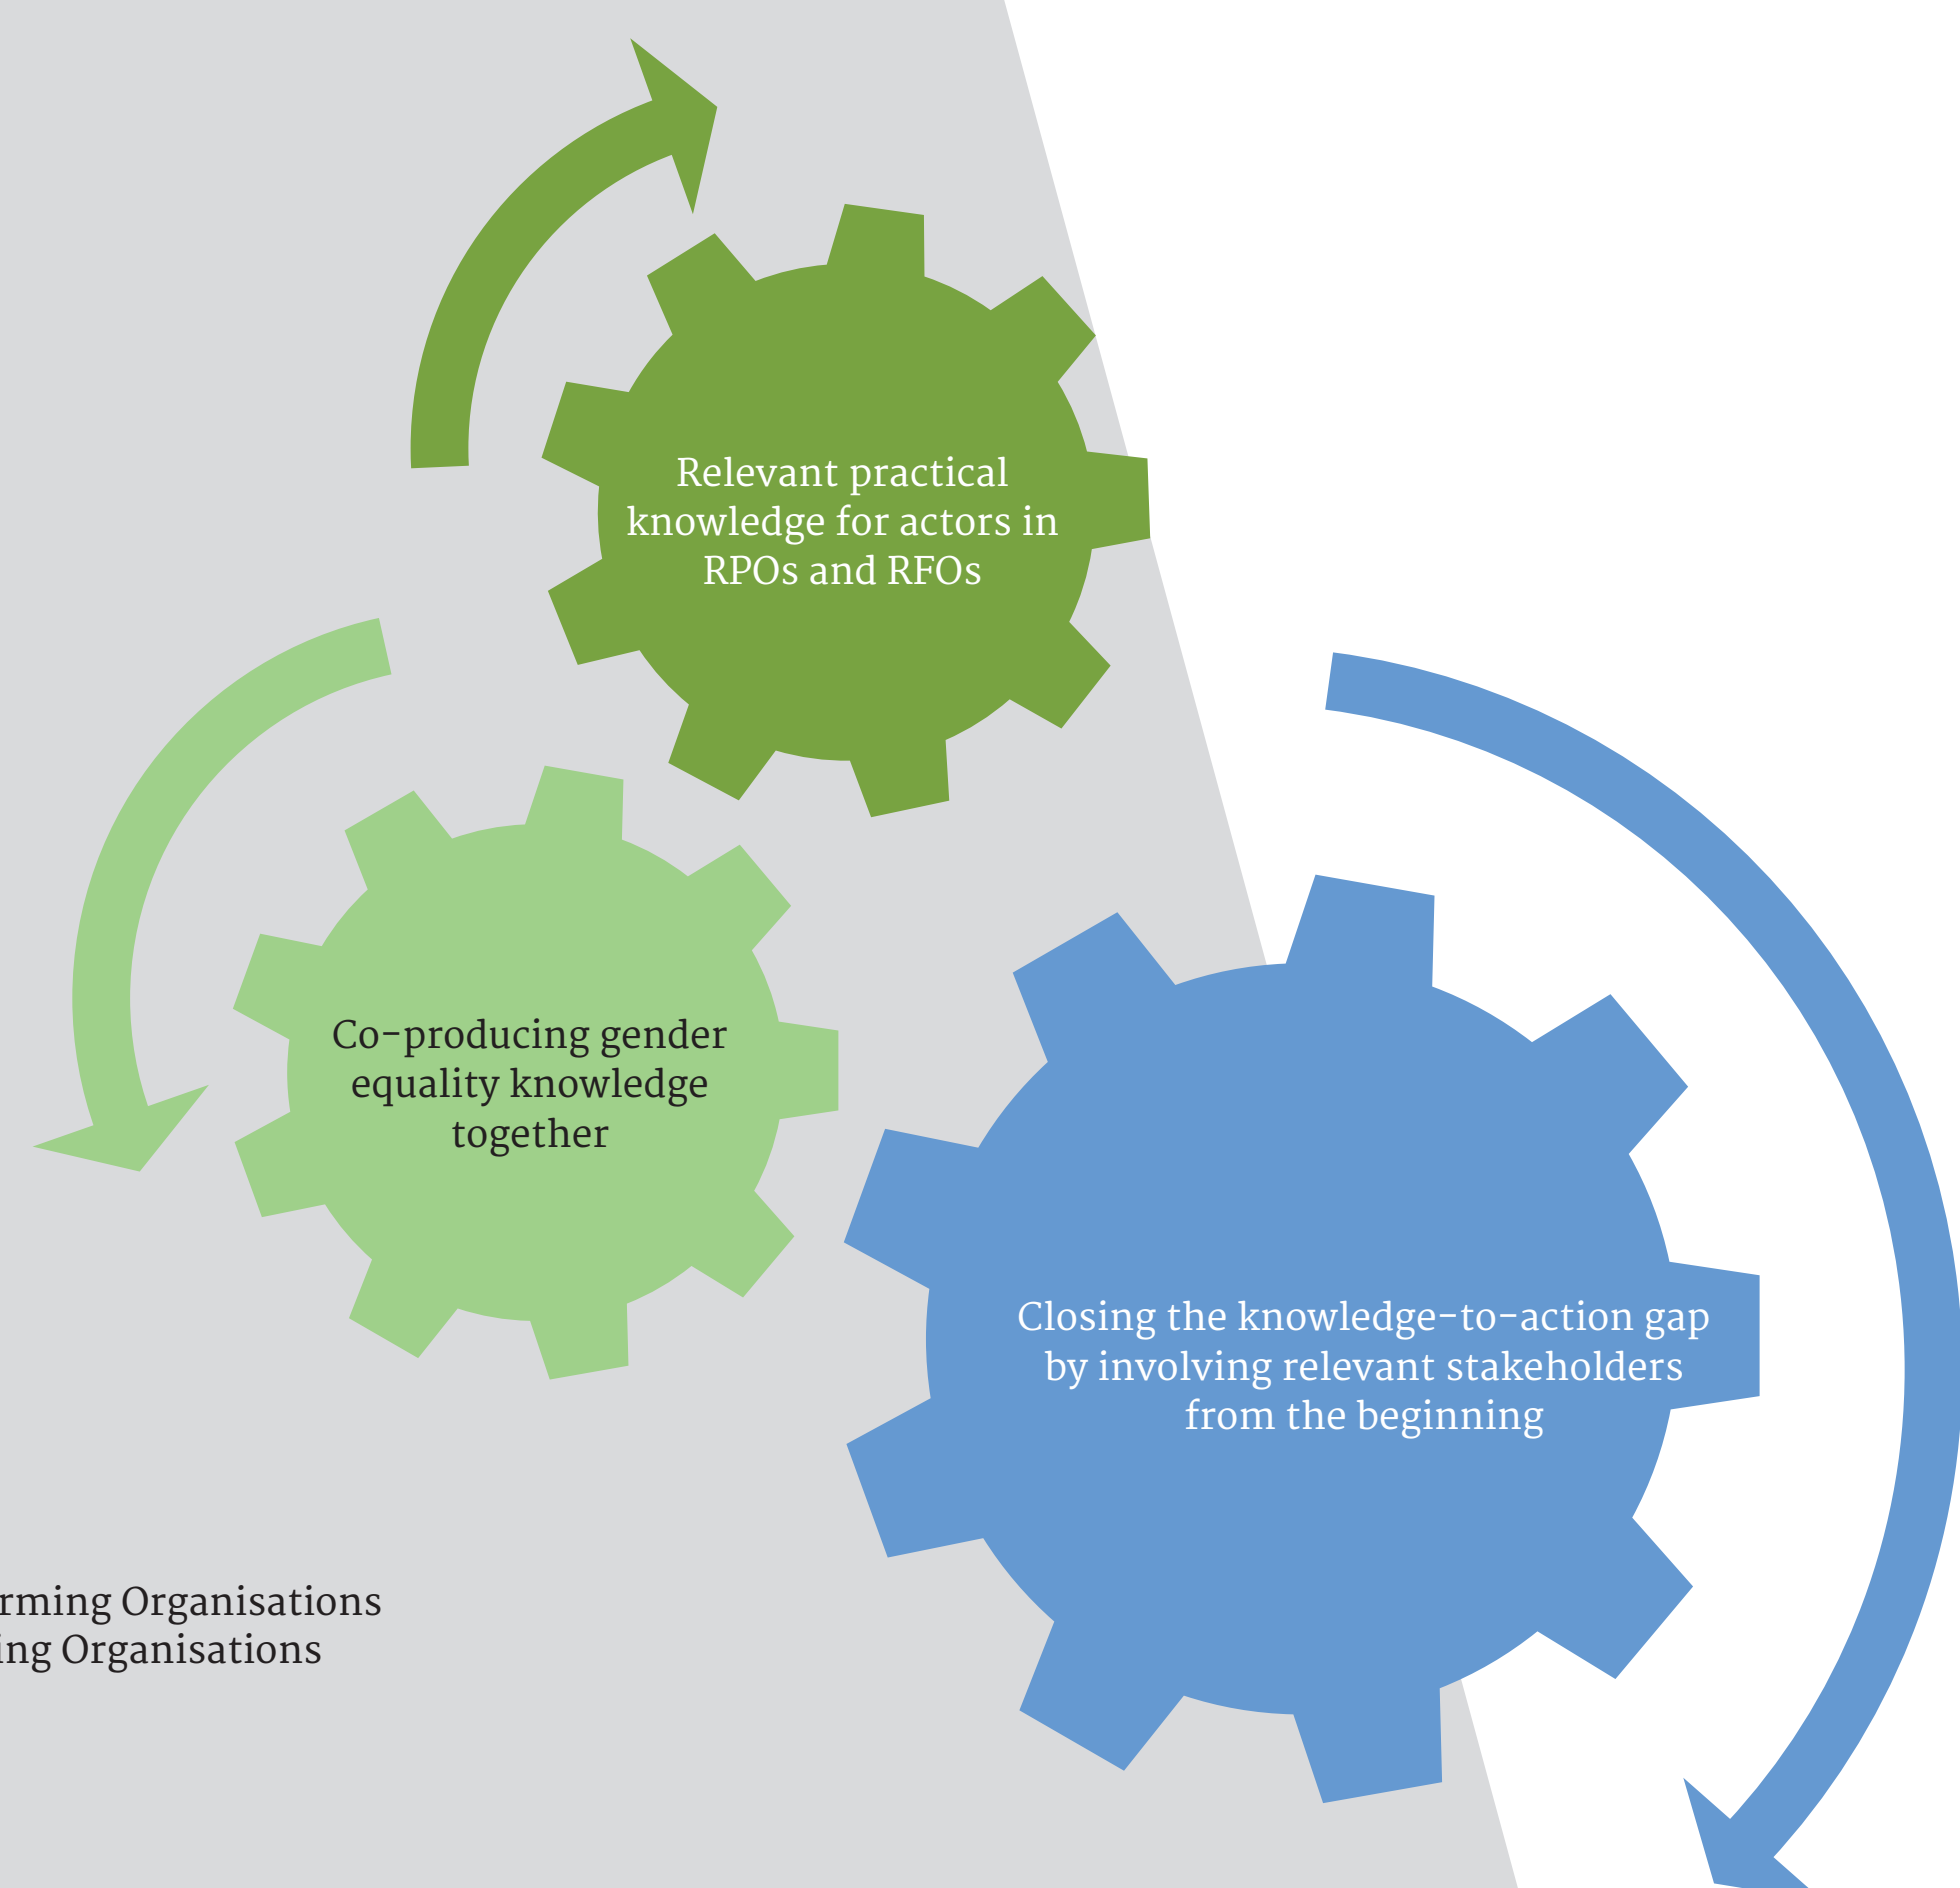 Relevant practical
knowledge for actors in
RPOs and RFOs
Co-producing gender
equality knowledge
together
Closing the knowledge-to-action gap
by involving relevant stakeholders
from the beginning
rming Organisations
ing Organisations